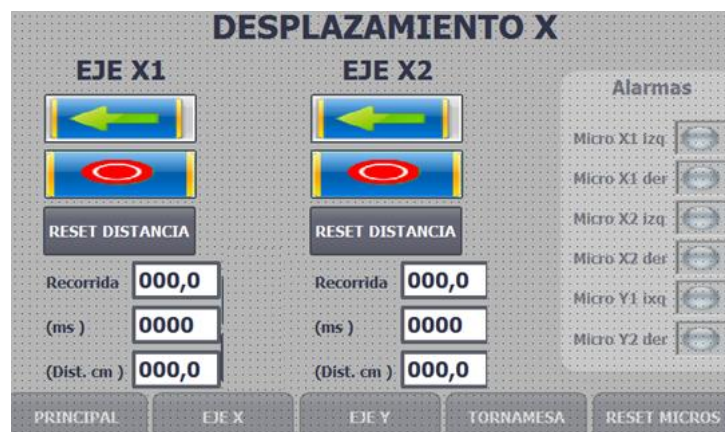 DESPLAZAMIENTO X
EJE X1
EJE X2
RESET DISTANCIA
RESET DISTANCIA
Recorrida 000,0
(ms ) 0000
(Dist. cm ) 000,0
Recorrida 000,0
(ms ) 0000
(Dist. cm ) 000,0
Alarmas
Micro X1 izq
Micro X1 der
Micro X2 izq
Micro X2 der
Micro Y1 ixq
Micro Y2 der
PRINCIPAL EJE X EJE Y TORNAMESA RESET MICROS